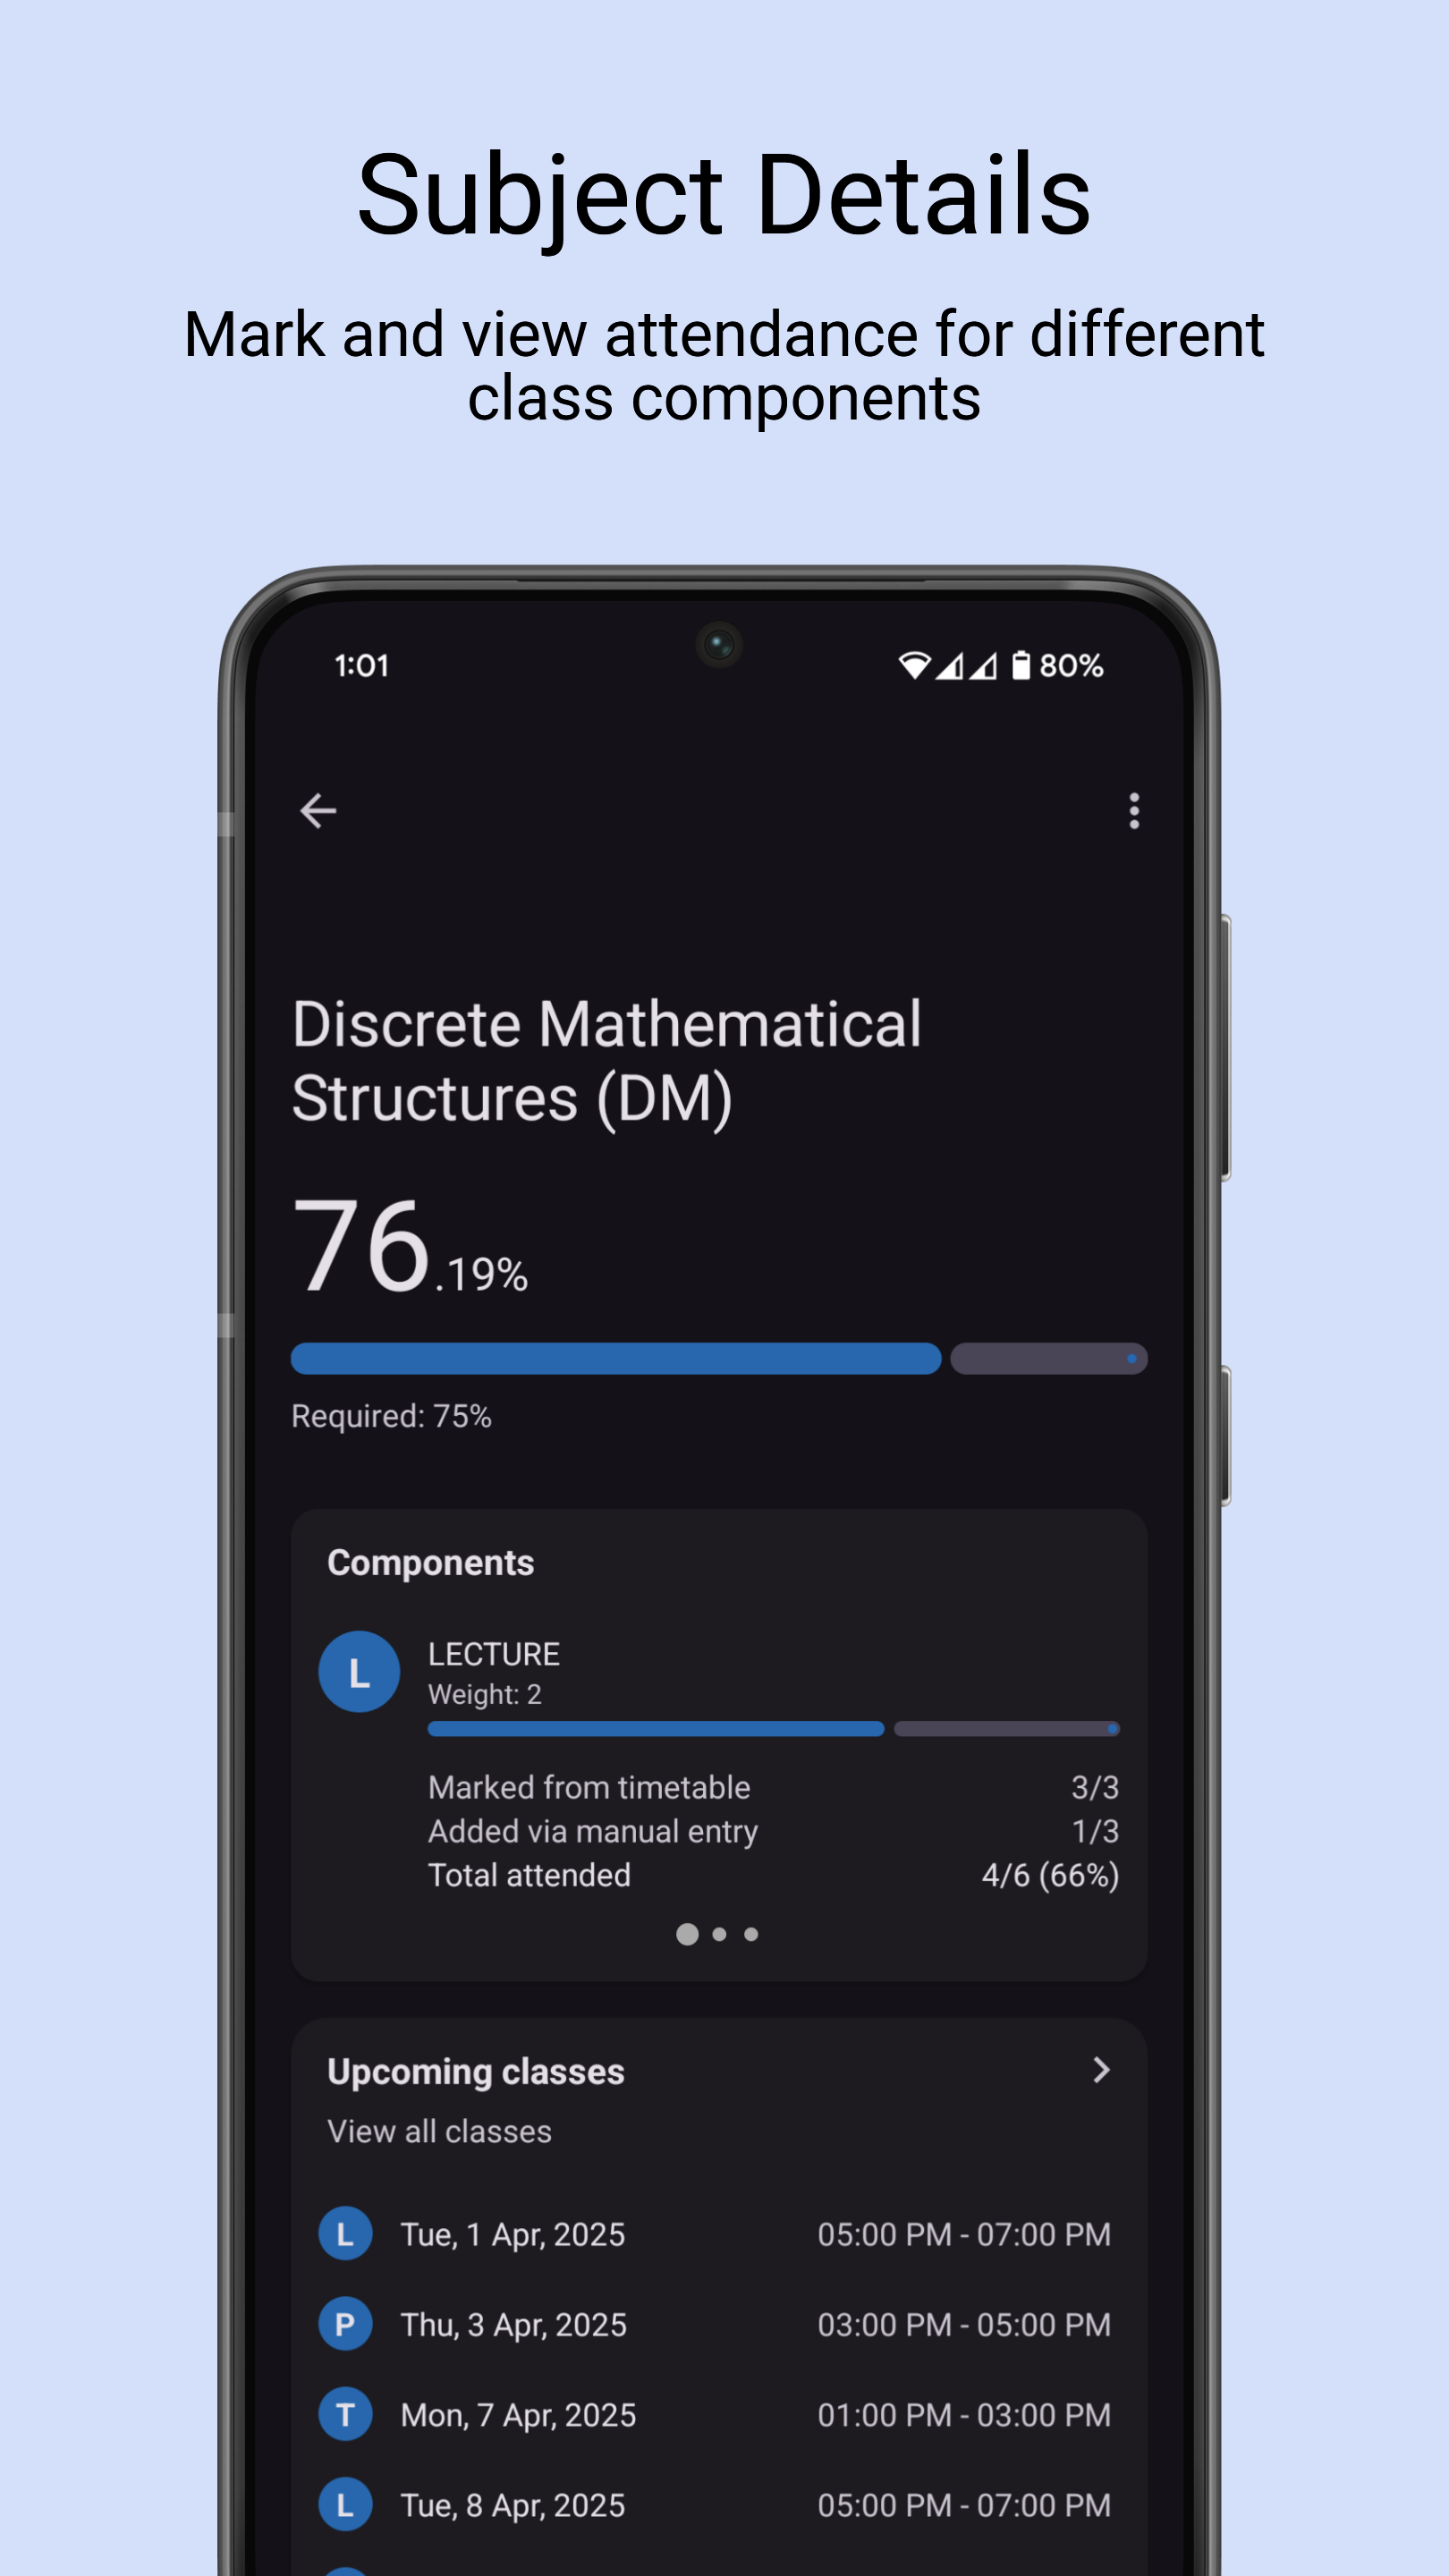 Subject Details
Mark and view attendance for different
class components
1:01
80%
Discrete Mathematical
Structures (DM)
76.19%
Required: 75%
Components
L
LECTURE
Weight: 2
Marked from timetable 3/3
Added via manual entry 1/3
Total attended 4/6 (66%)
Upcoming classes
View all classes
L Tue, 1 Apr, 2025 05:00 PM - 07:00 PM
P Thu, 3 Apr, 2025 03:00 PM - 05:00 PM
T Mon, 7 Apr, 2025 01:00 PM - 03:00 PM
L Tue, 8 Apr, 2025 05:00 PM - 07:00 PM